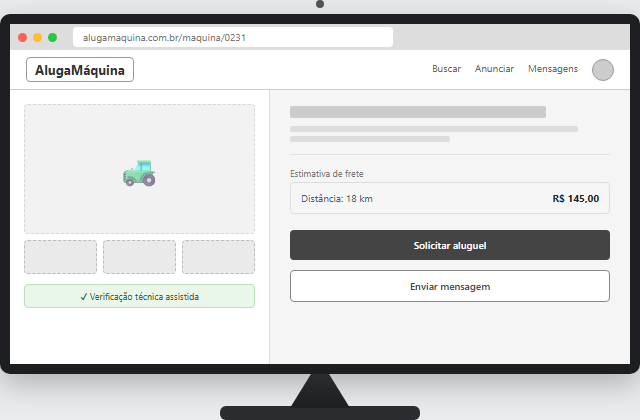 alugamaquina.com.br/maquina/0231
AlugaMáquina
Buscar Anunciar Mensagens
✓ Verificação técnica assistida
Estimativa de frete
Distância: 18 km R$ 145,00
Solicitar aluguel
Enviar mensagem